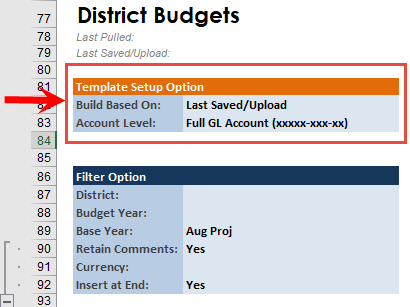 77 District Budgets
78 Last Pulled:
79 Last Saved/Upload:
80
81 Template Setup Option
Build Based On: Last Saved/Upload
83 Account Level: Full GL Account (xxxxx-xxx-xx)
84
85
86 Filter Option
87 District:
88 Budget Year:
89 Base Year: Aug Proj
90 Retain Comments: Yes
91 Currency:
92 Insert at End: Yes
93